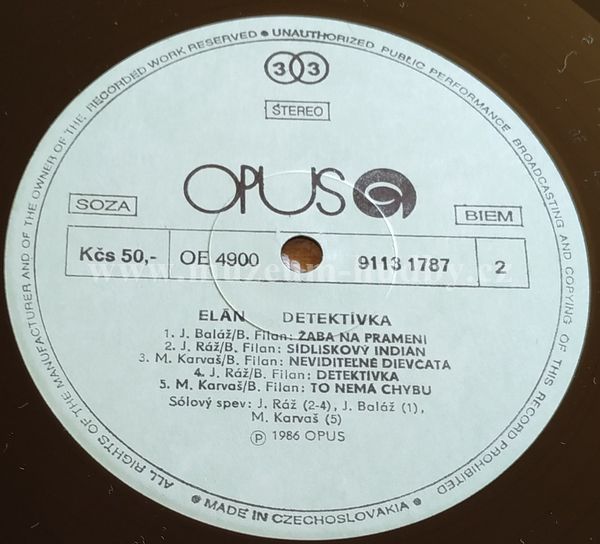 ALL RIGHTS OF THE MANUFACTURER AND OF THE OWNER OF THE RECORDED WORK RESERVED • UNAUTHORIZED PUBLIC PERFORMANCE BROADCASTING AND COPYING OF THIS RECORD PROHIBITED
33
STEREO
OPUS
SOZA
BIEM
Kčs 50,- OE 4900 9113 1787 2
ELÁN DETEKTÍVKA
1. J. Baláž/B. Filan: ŽABA NA PRAMENI
2. J. Ráž/B. Filan: SÍDLISKOVÝ INDIÁN
3. M. Karvaš/B. Filan: NEVIDITEĽNÉ DIEVČATÁ
4. J. Ráž/B. Filan: DETEKTÍVKA
5. M. Karvaš/B. Filan: TO NEMÁ CHYBU
Sólový spev: J. Ráž (2-4), J. Baláž (1),
M. Karvaš (5)
Ⓟ 1986 OPUS
• MADE IN CZECHOSLOVAKIA •